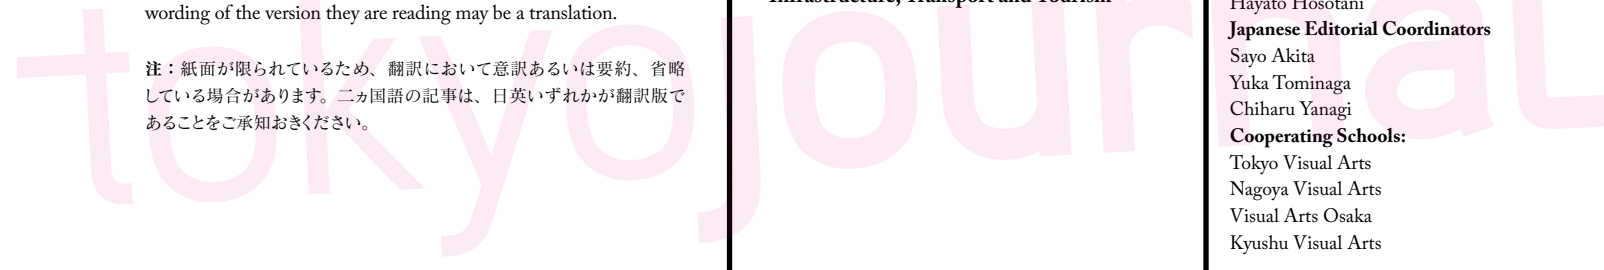 wording of the version they are reading may be a translation.
注：紙面が限られているため、翻訳において意訳あるいは要約、省略
している場合があります。二ヵ国語の記事は、日英いずれかが翻訳版で
あることをご承知おきください。
Infrastructure, Transport and Tourism
Hayato Hosotani
Japanese Editorial Coordinators
Sayo Akita
Yuka Tominaga
Chiharu Yanagi
Cooperating Schools:
Tokyo Visual Arts
Nagoya Visual Arts
Visual Arts Osaka
Kyushu Visual Arts
tokyojournal